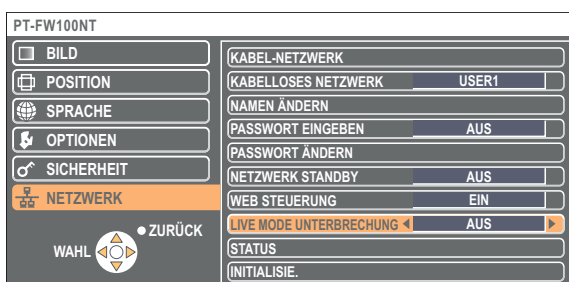 PT-FW100NT
BILD
POSITION
SPRACHE
OPTIONEN
SICHERHEIT
NETZWERK
WAHL
ZURÜCK
KABEL-NETZWERK
KABELLOSES NETZWERK USER1
NAMEN ÄNDERN
PASSWORT EINGEBEN AUS
PASSWORT ÄNDERN
NETZWERK STANDBY AUS
WEB STEUERUNG EIN
LIVE MODE UNTERBRECHUNG AUS
STATUS
INITIALISIE.